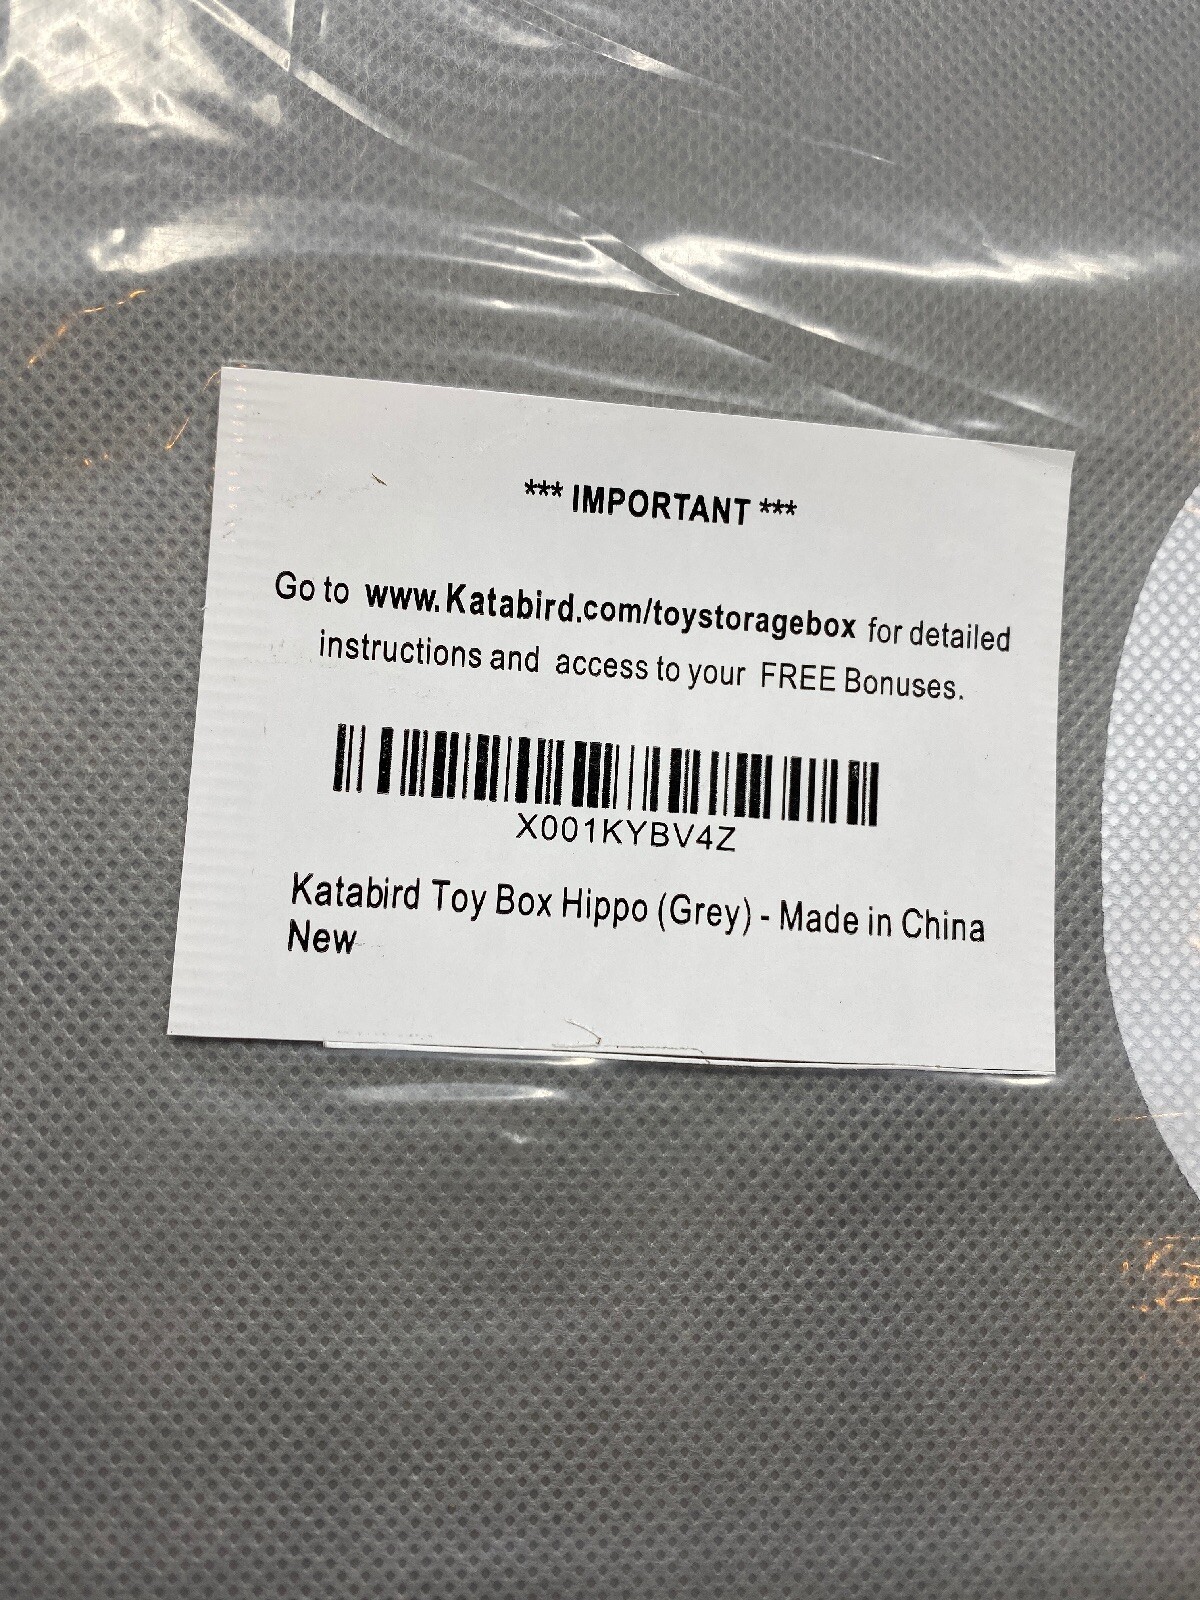 *** IMPORTANT ***
Go to www.Katabird.com/toystoragebox for detailed
instructions and access to your FREE Bonuses.
X001KYBV4Z
Katabird Toy Box Hippo (Grey) - Made in China
New